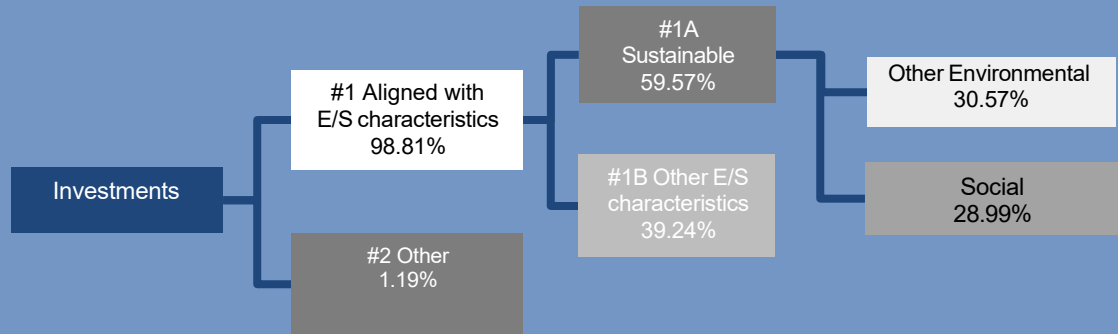 Investments
#1 Aligned with
E/S characteristics
98.81%
#2 Other
1.19%
#1A
Sustainable
59.57%
#1B Other E/S
characteristics
39.24%
Other Environmental
30.57%
Social
28.99%